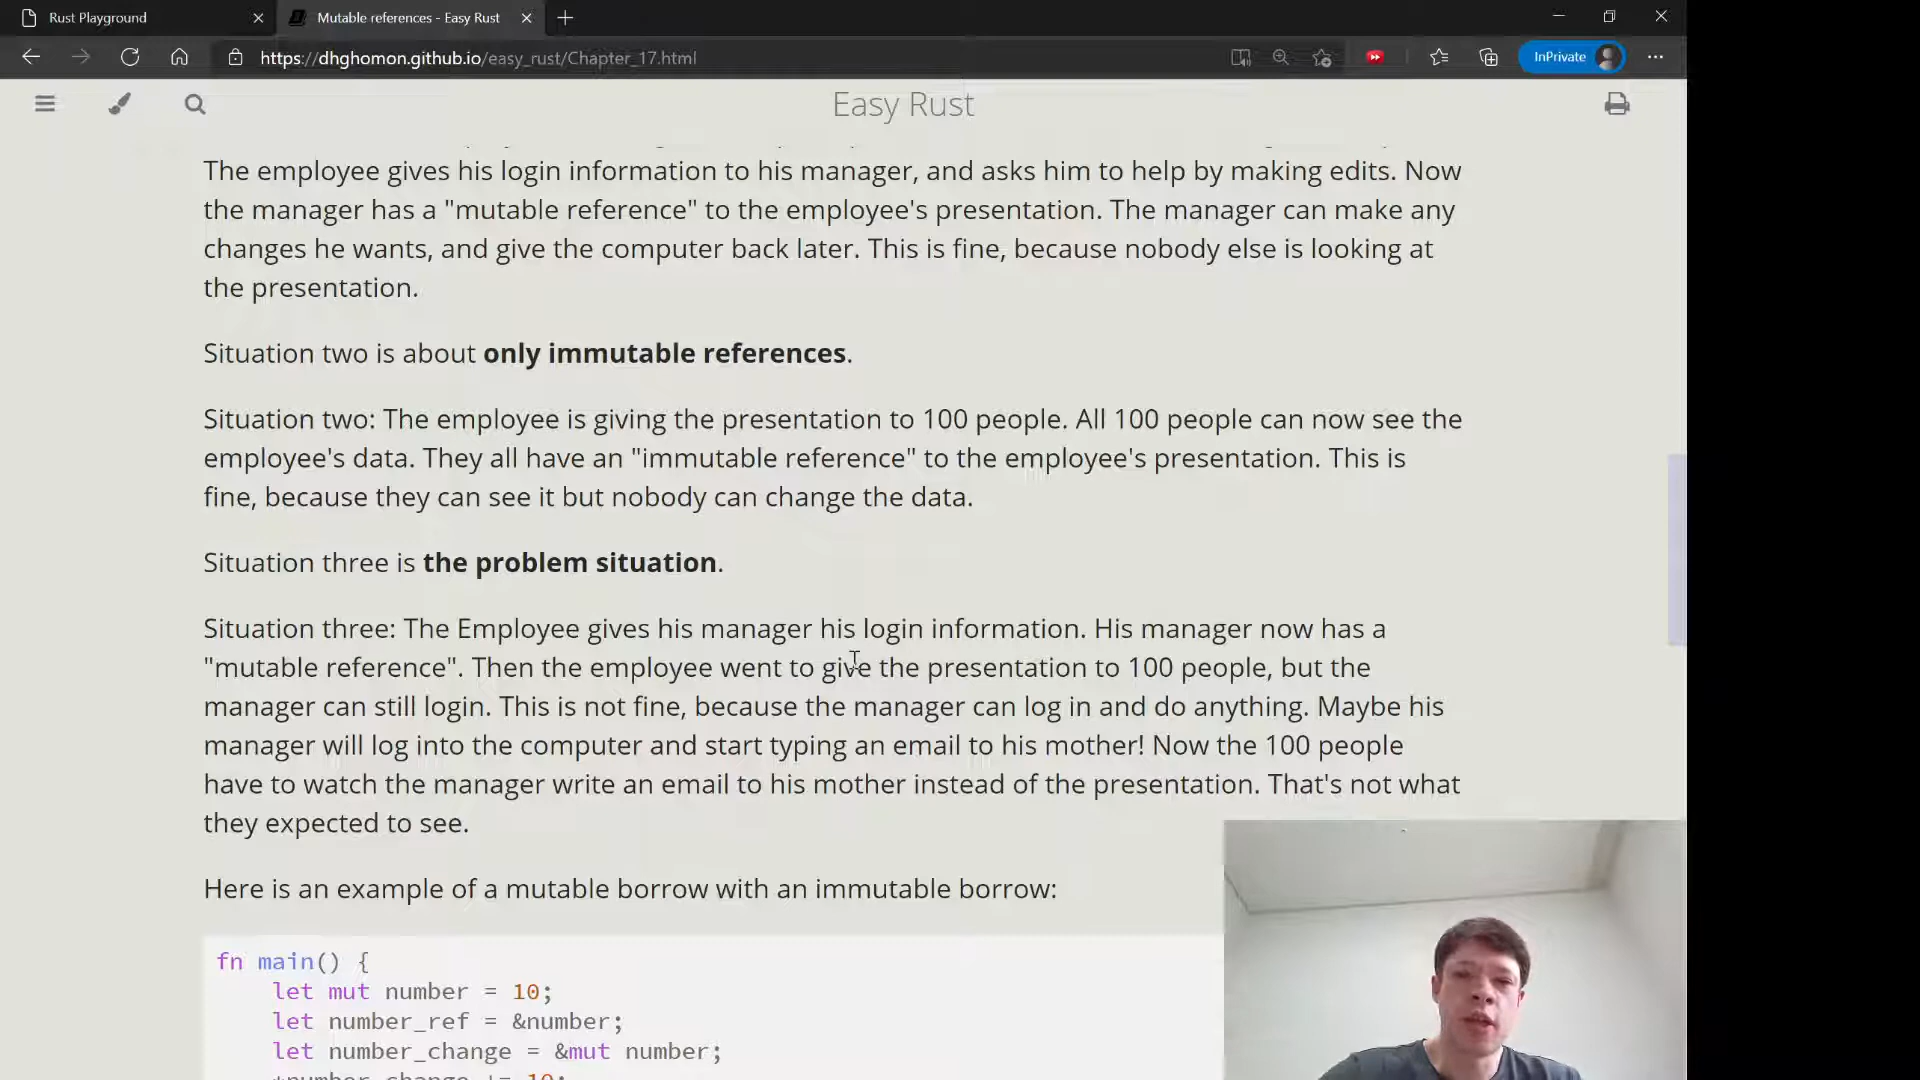 Rust Playground
Mutable references - Easy Rust
https://dhghomon.github.io/easy_rust/Chapter_17.html
InPrivate
Easy Rust
The employee gives his login information to his manager, and asks him to help by making edits. Now
the manager has a "mutable reference" to the employee's presentation. The manager can make any
changes he wants, and give the computer back later. This is fine, because nobody else is looking at
the presentation.
Situation two is about only immutable references.
Situation two: The employee is giving the presentation to 100 people. All 100 people can now see the
employee's data. They all have an "immutable reference" to the employee's presentation. This is
fine, because they can see it but nobody can change the data.
Situation three is the problem situation.
Situation three: The Employee gives his manager his login information. His manager now has a
"mutable reference". Then the employee went to give the presentation to 100 people, but the
manager can still login. This is not fine, because the manager can log in and do anything. Maybe his
manager will log into the computer and start typing an email to his mother! Now the 100 people
have to watch the manager write an email to his mother instead of the presentation. That's not what
they expected to see.
Here is an example of a mutable borrow with an immutable borrow:
fn main() {
let mut number = 10;
let number_ref = &number;
let number_change = &mut number;
*number_change += 10;